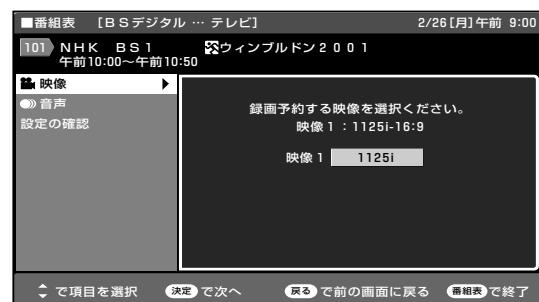 ■番組表 [BSデジタル … テレビ] 2/26[月]午前 9:00
101 NHK BS1 ウィンブルドン2001
午前10:00～午前10:50
映像
音声
設定の確認
録画予約する映像を選択ください。
映像1：1125i-16:9
映像1 1125i
で項目を選択 決定 で次へ 戻る で前の画面に戻る 番組表 で終了